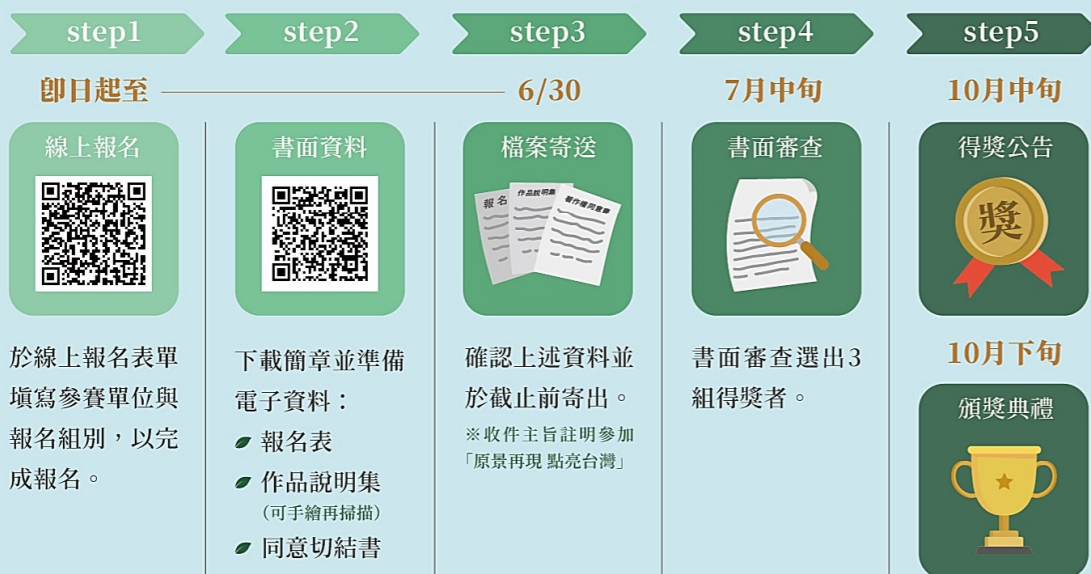 step1
step2
step3
step4
step5
即日起至
6/30
7月中旬
10月中旬
線上報名
書面資料
檔案寄送
報名
作品說明集
著作權同意書
書面審查
得獎公告
獎
於線上報名表單
填寫參賽單位與
報名組別，以完
成報名。
下載簡章並準備
電子資料：
報名表
作品說明集
（可手繪再掃描）
同意切結書
確認上述資料並
於截止前寄出。
※收件主旨註明參加
「原景再現 點亮台灣」
書面審查選出3
組得獎者。
10月下旬
頒獎典禮